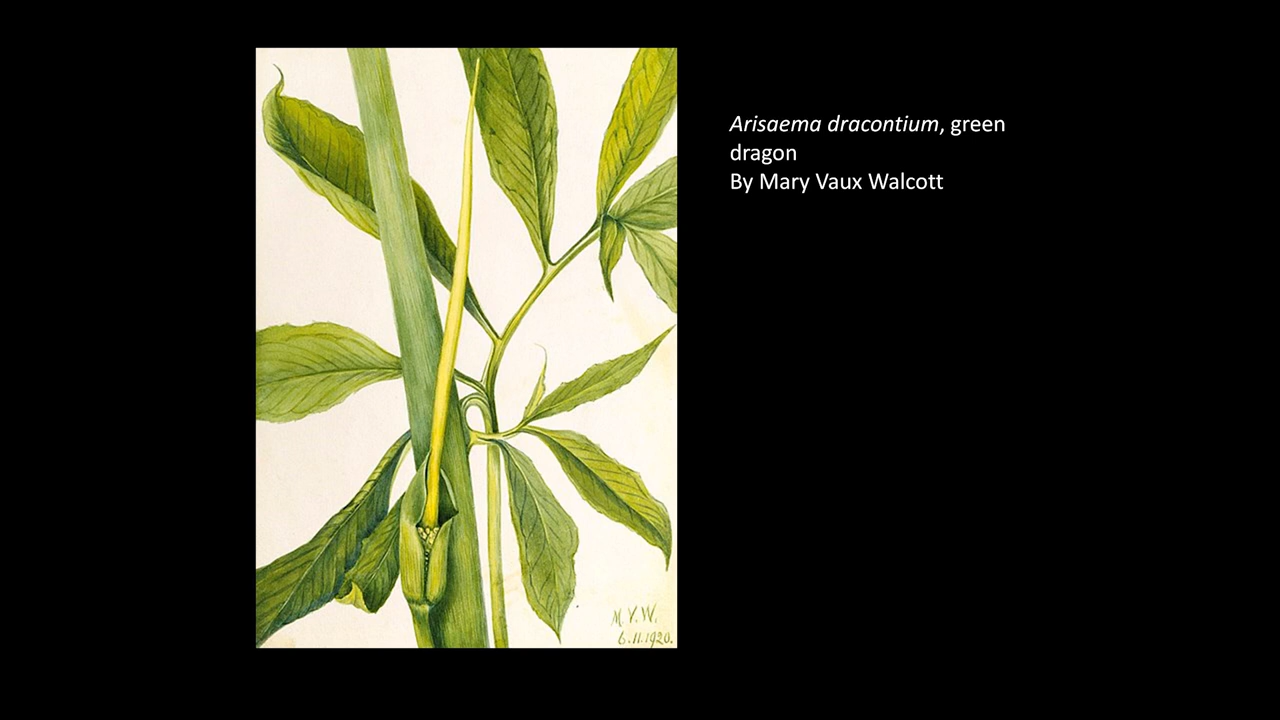 Arisaema dracontium, green
dragon
By Mary Vaux Walcott
M.V.W.
6.11.1920.